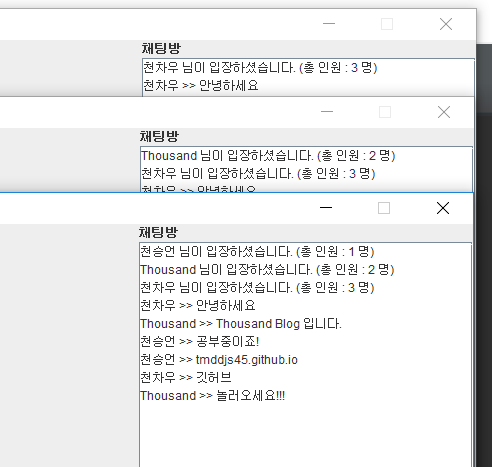 채팅방
천차우 님이 입장하셨습니다. (총 인원 : 3 명)
천차우 >> 안녕하세요
채팅방
Thousand 님이 입장하셨습니다. (총 인원 : 2 명)
천차우 님이 입장하셨습니다. (총 인원 : 3 명)
천차우 >> 안녕하세요
채팅방
천승언 님이 입장하셨습니다. (총 인원 : 1 명)
Thousand 님이 입장하셨습니다. (총 인원 : 2 명)
천차우 님이 입장하셨습니다. (총 인원 : 3 명)
천차우 >> 안녕하세요
Thousand >> Thousand Blog 입니다.
천승언 >> 공부중이죠!
천승언 >> tmddjs45.github.io
천차우 >> 깃허브
Thousand >> 놀러오세요!!!